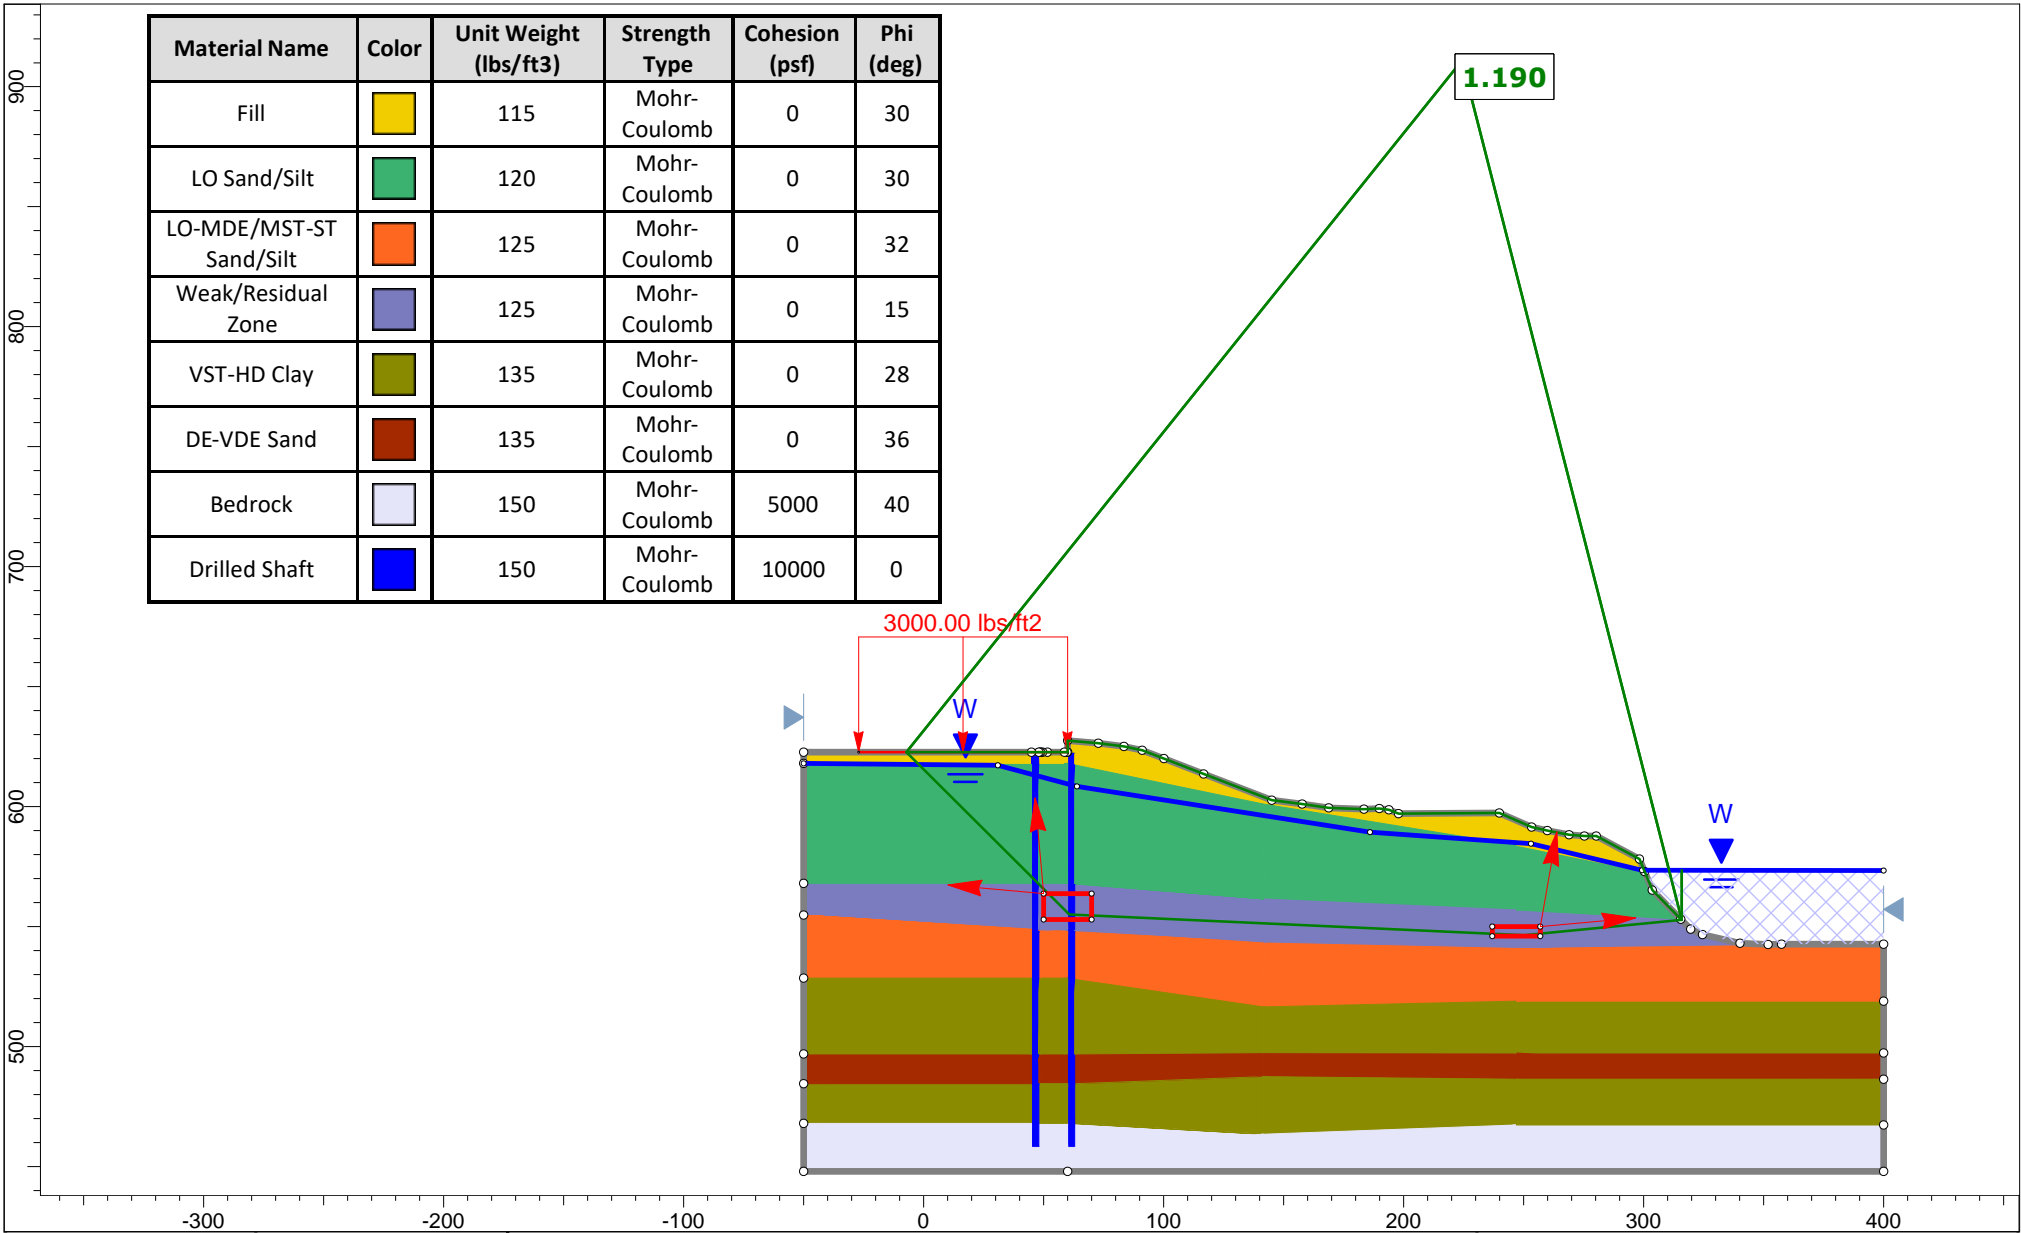 Material Name Color Unit Weight (lbs/ft3) Strength Type Cohesion (psf) Phi (deg)
Fill 115 Mohr-Coulomb 0 30
LO Sand/Silt 120 Mohr-Coulomb 0 30
LO-MDE/MST-ST Sand/Silt 125 Mohr-Coulomb 0 32
Weak/Residual Zone 125 Mohr-Coulomb 0 15
VST-HD Clay 135 Mohr-Coulomb 0 28
DE-VDE Sand 135 Mohr-Coulomb 0 36
Bedrock 150 Mohr-Coulomb 5000 40
Drilled Shaft 150 Mohr-Coulomb 10000 0
1.190
3000.00 lbs/ft2
W
W
900
800
700
600
500
-300 -200 -100 0 100 200 300 400